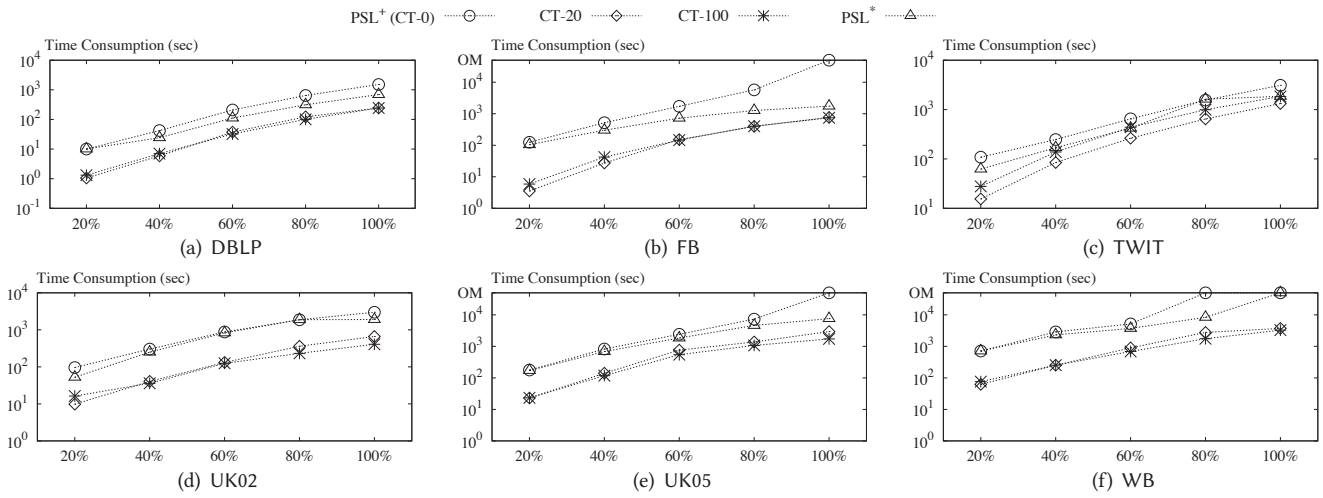 PSL⁺ (CT-0) CT-20 CT-100 PSL*
Time Consumption (sec) Time Consumption (sec) Time Consumption (sec)
10⁴ OM
10³ 10⁴ 10³
10² 10³
10¹ 10² 10²
10⁰ 10¹
10⁻¹ 10⁰ 10¹
20% 40% 60% 80% 100% 20% 40% 60% 80% 100% 20% 40% 60% 80% 100%
(a) DBLP (b) FB (c) TWIT
Time Consumption (sec) Time Consumption (sec) Time Consumption (sec)
10⁴ OM OM
10³ 10⁴ 10⁴
10² 10³ 10³
10¹ 10² 10²
10⁰ 10¹ 10¹
10⁰ 10⁰
20% 40% 60% 80% 100% 20% 40% 60% 80% 100% 20% 40% 60% 80% 100%
(d) UK02 (e) UK05 (f) WB